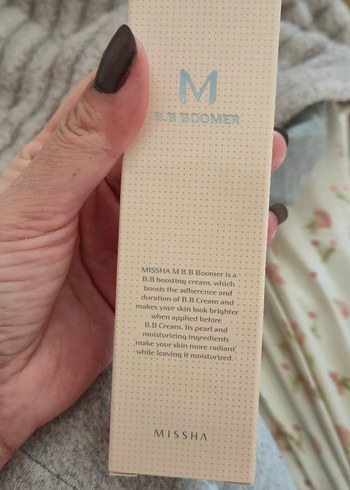 M
B.B BOOMER
MISSHA M B.B Boomer is a
B.B boosting cream, which
boosts the adherence and
duration of B.B Cream and
makes your skin look brighter
when applied before
B.B Cream. Its pearl and
moisturizing ingredients
make your skin more radiant
while leaving it moisturized.
MISSHA